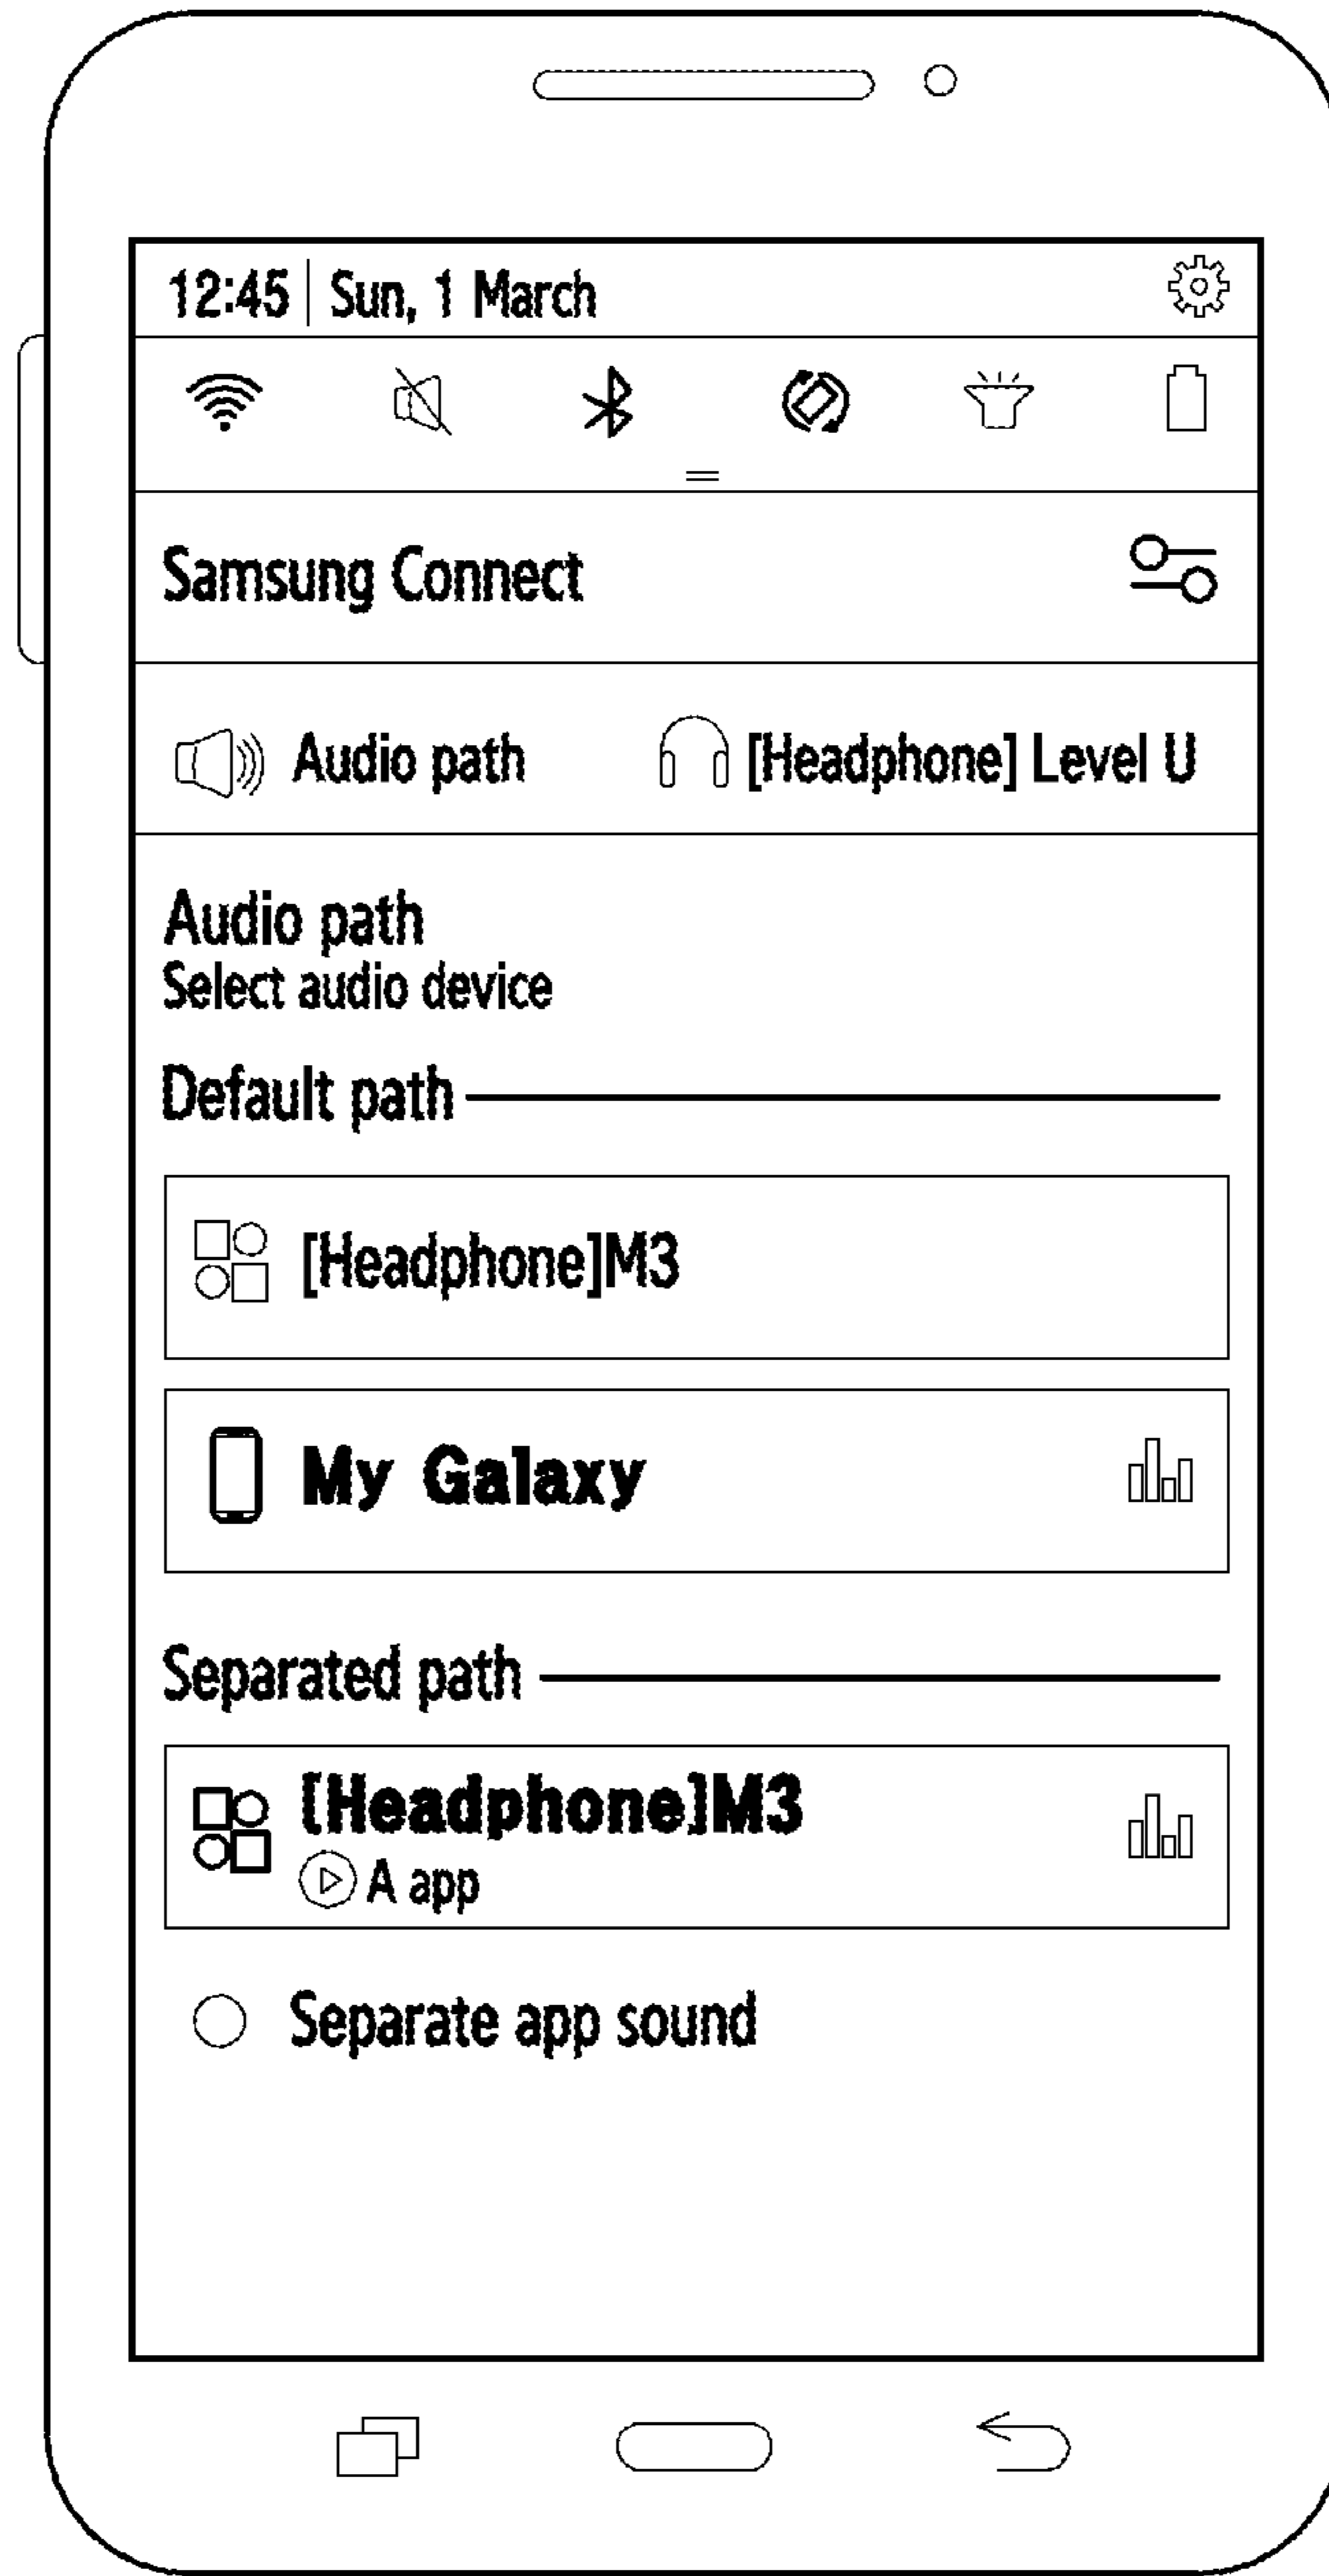 12:45 Sun, 1 March
Samsung Connect
Audio path [Headphone] Level U
Audio path
Select audio device
Default path
[Headphone]M3
My Galaxy
Separated path
[Headphone]M3
A app
Separate app sound